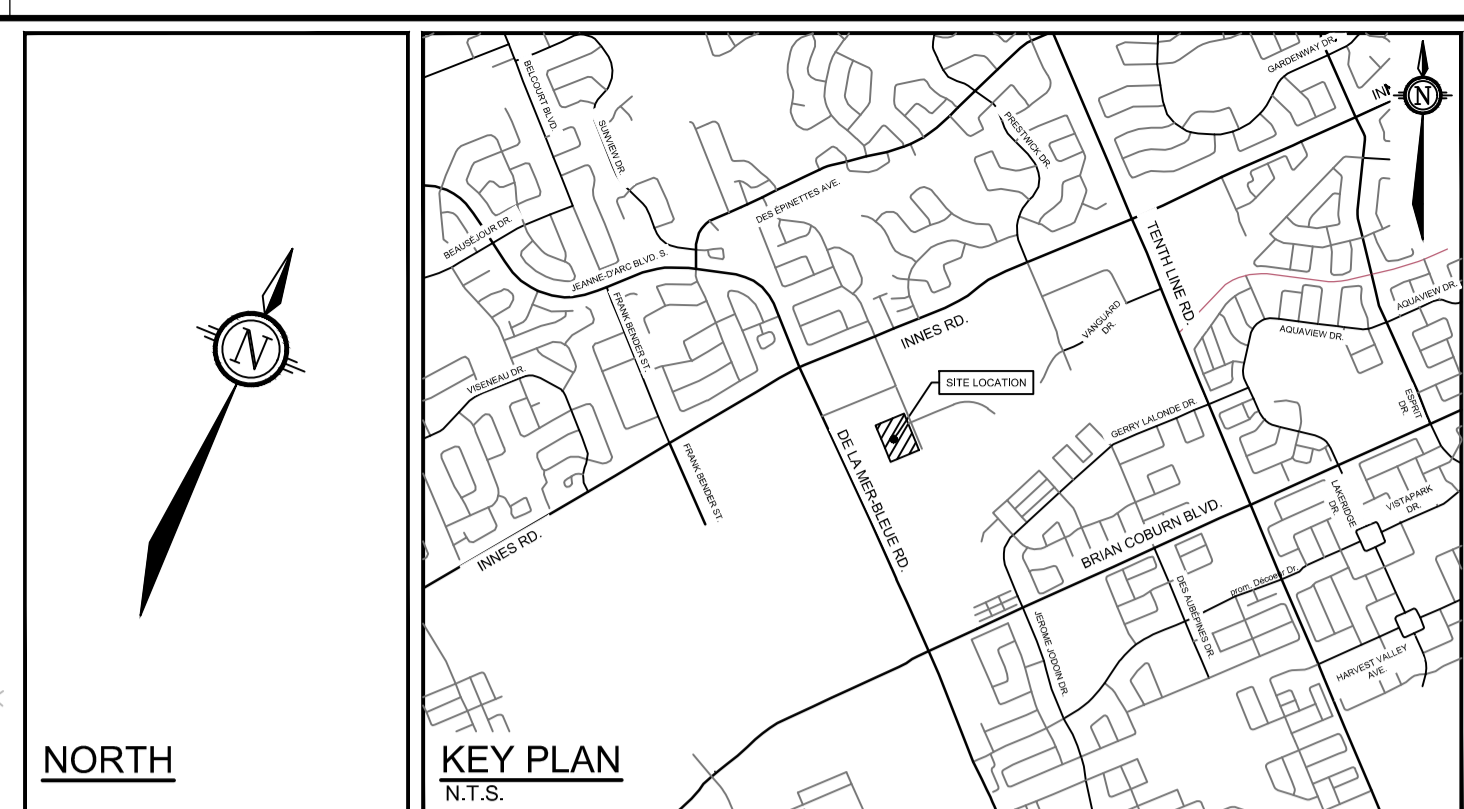 N
NORTH
KEY PLAN
N.T.S.
BELCOURT BLVD.
SUNVIEW DR.
BEAUSÉJOUR DR.
JEANNE-D'ARC BLVD. S.
DES ÉPINETTES AVE.
PRESTWICK DR.
GARDENWAY DR.
N
TENTH LINE RD.
INNES RD.
VANGUARD
DR.
AQUAVIEW DR.
AQUAVIEW DR.
FRANK BENDER ST.
VISENEAU DR.
SITE LOCATION
ESPRIT
DR.
GERRY LALONDE DR.
DE LA MER-BLEUE RD.
FRANK BENDER ST.
INNES RD.
BRIAN COBURN BLVD.
LAKERIDGE
DR.
VISTAPARK
DR.
prom. Décoeur Dr.
DES AUBÉPINES DR.
JEROME JODOIN DR.
HARVEST VALLEY
AVE.